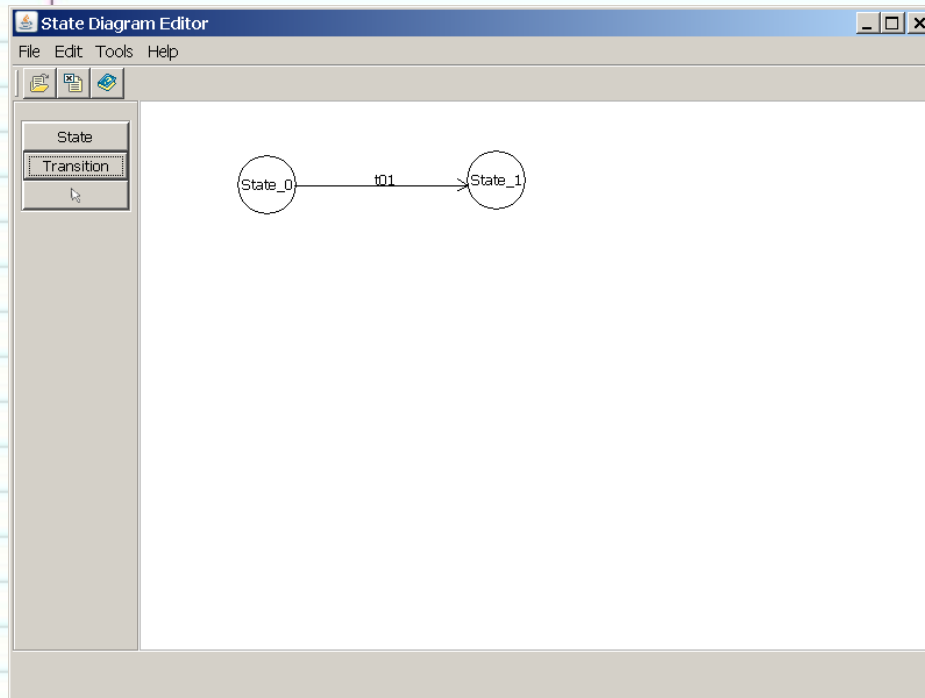 State Diagram Editor
File Edit Tools Help
State
Transition
State_0
t01
State_1